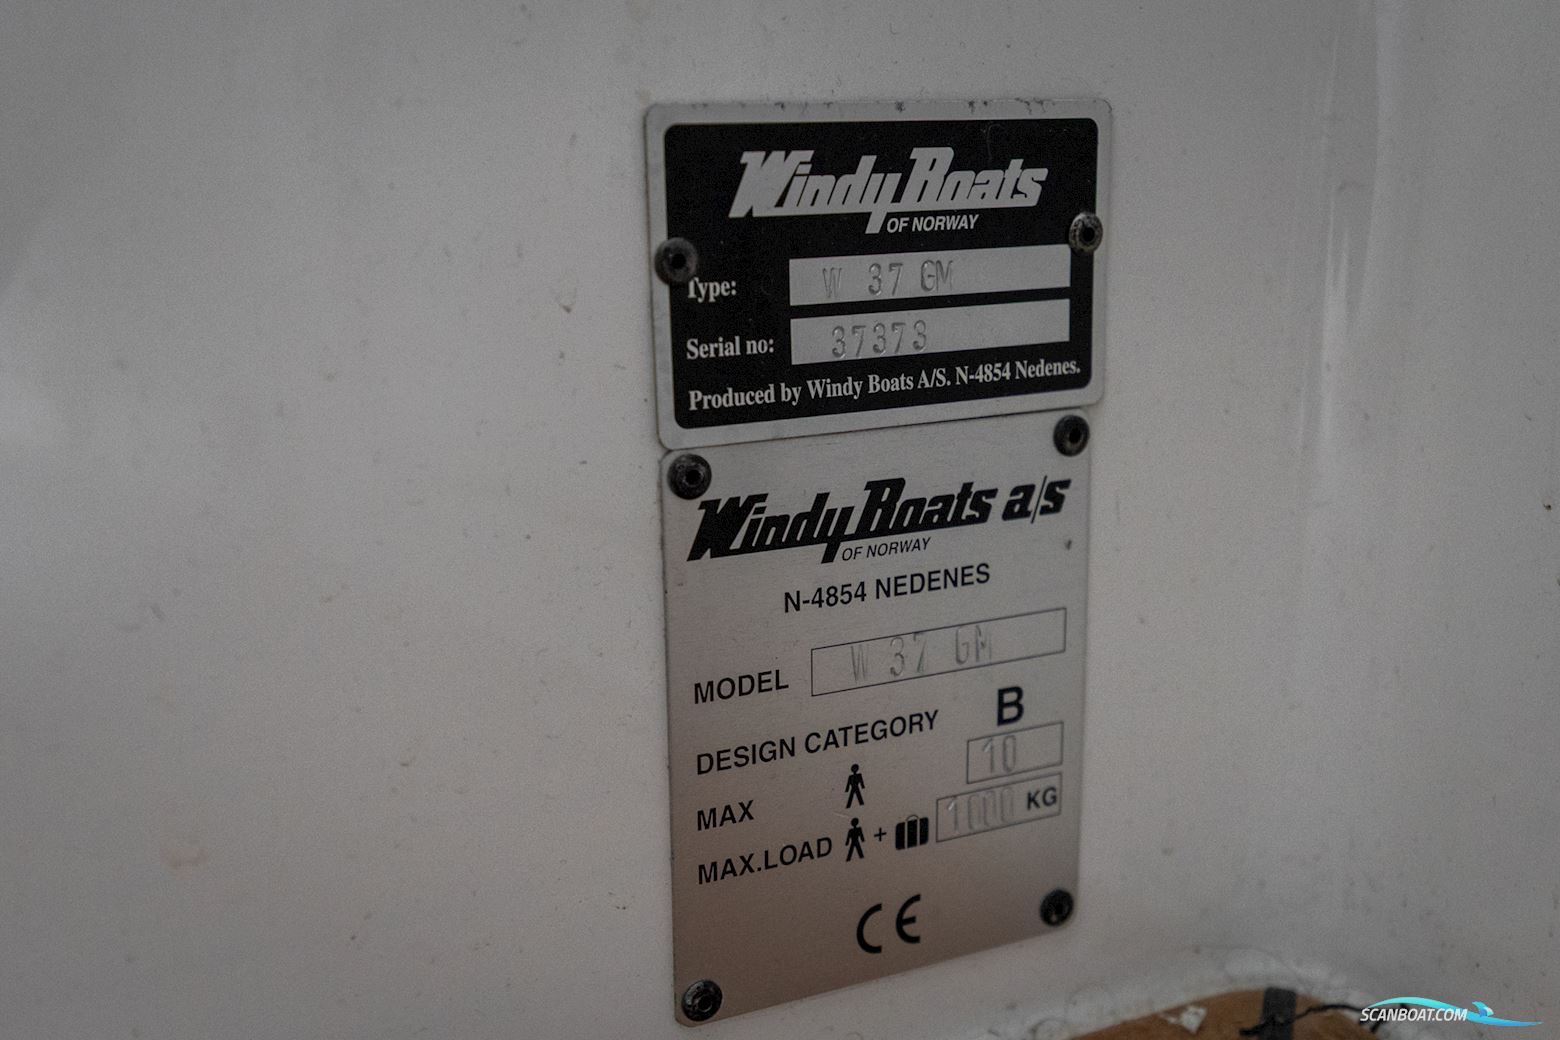 Windy Boats
OF NORWAY
Type: W 37 GM
Serial no: 37373
Produced by Windy Boats A/S. N-4854 Nedenes.
Windy Boats a/s
OF NORWAY
N-4854 NEDENES
MODEL W 37 GM
DESIGN CATEGORY B
MAX 10
MAX.LOAD + 1000 KG
CE
SCANBOAT.COM